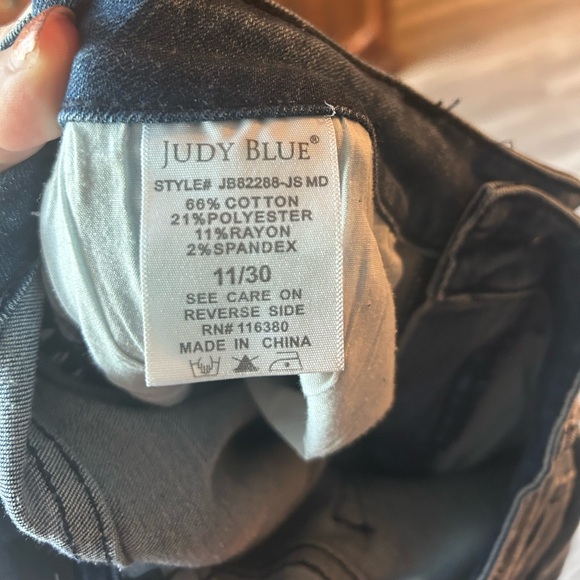 JUDY BLUE®
STYLE# JB82288-JS MD
66% COTTON
21%POLYESTER
11%RAYON
2%SPANDEX
11/30
SEE CARE ON
REVERSE SIDE
RN# 116380
MADE IN CHINA